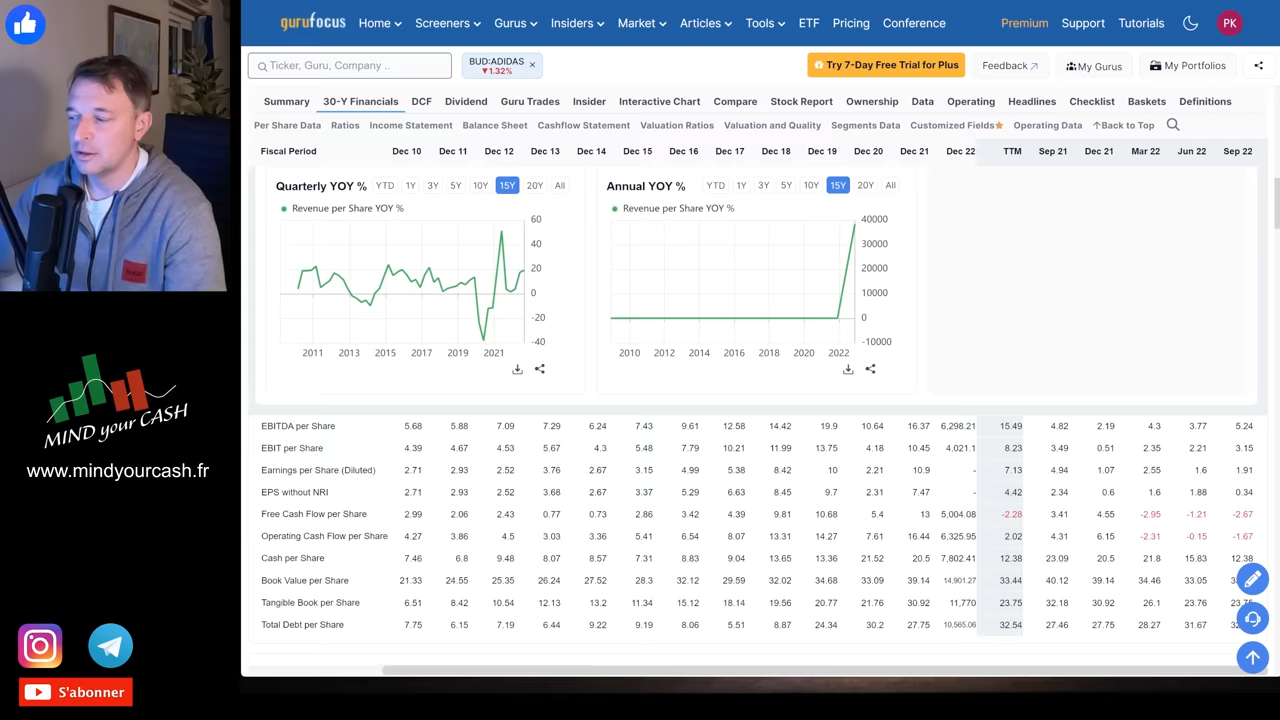 gurufocus Home Screeners Gurus Insiders Market Articles Tools ETF Pricing Conference Premium Support Tutorials PK
Ticker, Guru, Company .. BUD:ADIDAS × ▼1.32% Try 7-Day Free Trial for Plus Feedback My Gurus My Portfolios
Summary 30-Y Financials DCF Dividend Guru Trades Insider Interactive Chart Compare Stock Report Ownership Data Operating Headlines Checklist Baskets Definitions
Per Share Data Ratios Income Statement Balance Sheet Cashflow Statement Valuation Ratios Valuation and Quality Segments Data Customized Fields Operating Data Back to Top
Fiscal Period Dec 10 Dec 11 Dec 12 Dec 13 Dec 14 Dec 15 Dec 16 Dec 17 Dec 18 Dec 19 Dec 20 Dec 21 Dec 22 TTM Sep 21 Dec 21 Mar 22 Jun 22 Sep 22
Quarterly YOY % YTD 1Y 3Y 5Y 10Y 15Y 20Y All
Revenue per Share YOY %
60
40
20
0
-20
-40
2011 2013 2015 2017 2019 2021
Annual YOY % YTD 1Y 3Y 5Y 10Y 15Y 20Y All
Revenue per Share YOY %
40000
30000
20000
10000
0
-10000
2010 2012 2014 2016 2018 2020 2022
EBITDA per Share 5.68 5.88 7.09 7.29 6.24 7.43 9.61 12.58 14.42 19.9 10.64 16.37 6,298.21 15.49 4.82 2.19 4.3 3.77 5.24
EBIT per Share 4.39 4.67 4.53 5.67 4.3 5.48 7.79 10.21 11.99 13.75 4.18 10.45 4,021.1 8.23 3.49 0.51 2.35 2.21 3.15
Earnings per Share (Diluted) 2.71 2.93 2.52 3.76 2.67 3.15 4.99 5.38 8.42 10 2.21 10.9 - 7.13 4.94 1.07 2.55 1.6 1.91
EPS without NRI 2.71 2.93 2.52 3.68 2.67 3.37 5.29 6.63 8.45 9.7 2.31 7.47 - 4.42 2.34 0.6 1.6 1.88 0.34
Free Cash Flow per Share 2.99 2.06 2.43 0.77 0.73 2.86 3.42 4.39 9.81 10.68 5.4 13 5,004.08 -2.28 3.41 4.55 -2.95 -1.21 -2.67
Operating Cash Flow per Share 4.27 3.86 4.5 3.03 3.36 5.41 6.54 8.07 13.31 14.27 7.61 16.44 6,325.95 2.02 4.31 6.15 -2.31 -0.15 -1.67
Cash per Share 7.46 6.8 9.48 8.07 8.57 7.31 8.83 9.04 13.65 13.36 21.52 20.5 7,802.41 12.38 23.09 20.5 21.8 15.83 12.38
Book Value per Share 21.33 24.55 25.35 26.24 27.52 28.3 32.12 29.59 32.02 34.68 33.09 39.14 14,901.27 33.44 40.12 39.14 34.46 33.05
Tangible Book per Share 6.51 8.42 10.54 12.13 13.2 11.34 15.12 18.14 19.56 20.77 21.76 30.92 11,770 23.75 32.18 30.92 26.1 23.76
Total Debt per Share 7.75 6.15 7.19 6.44 9.22 9.19 8.06 5.51 8.87 24.34 30.2 27.75 10,565.06 32.54 27.46 27.75 28.27 31.67
MIND your CASH
www.mindyourcash.fr
S'abonner